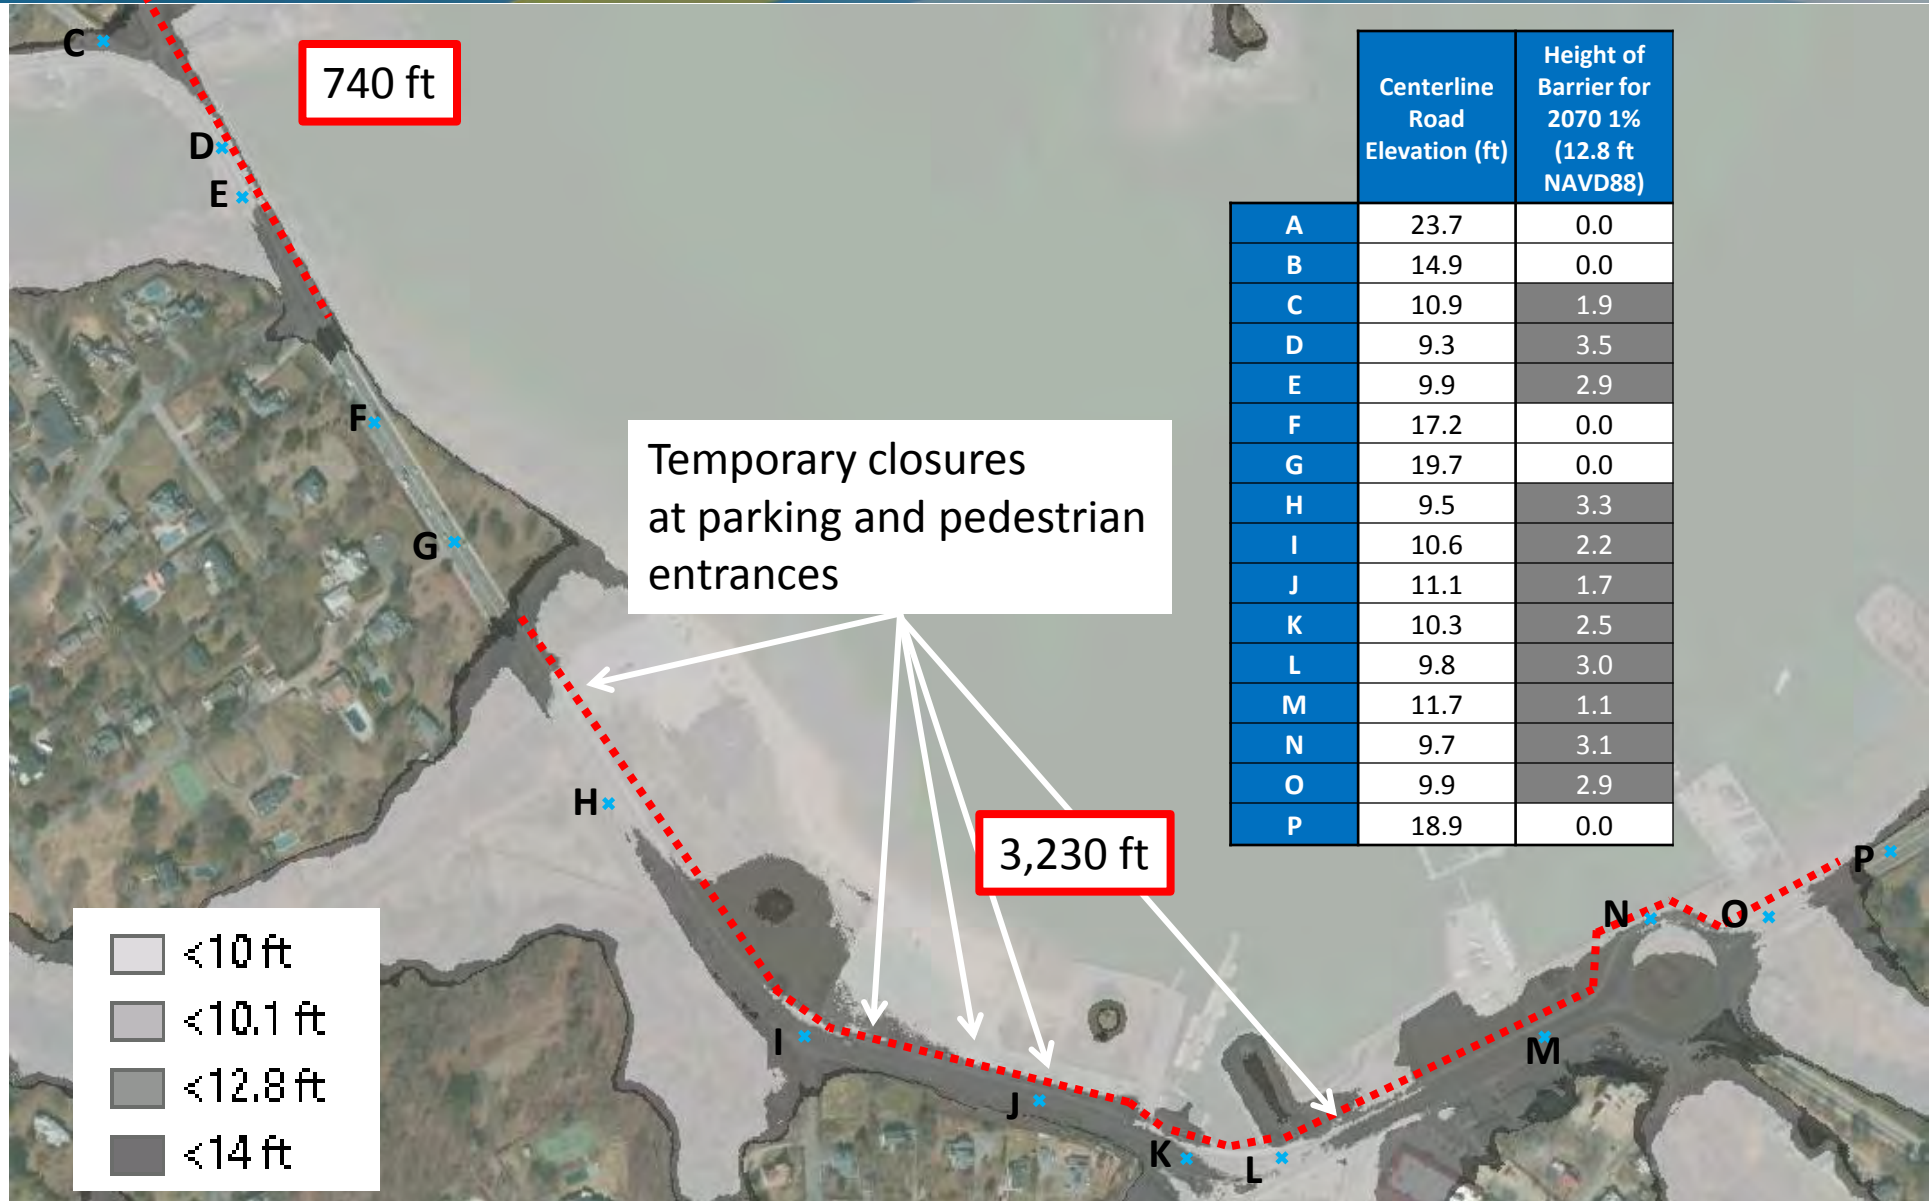 C
740 ft
D
E
F
G
Temporary closures
at parking and pedestrian
entrances
H
3,230 ft
I
J
K
L
M
N
O
P
Centerline
Road
Elevation (ft)
Height of
Barrier for
2070 1%
(12.8 ft
NAVD88)
A 23.7 0.0
B 14.9 0.0
C 10.9 1.9
D 9.3 3.5
E 9.9 2.9
F 17.2 0.0
G 19.7 0.0
H 9.5 3.3
I 10.6 2.2
J 11.1 1.7
K 10.3 2.5
L 9.8 3.0
M 11.7 1.1
N 9.7 3.1
O 9.9 2.9
P 18.9 0.0
<10 ft
<10.1 ft
<12.8 ft
<14 ft